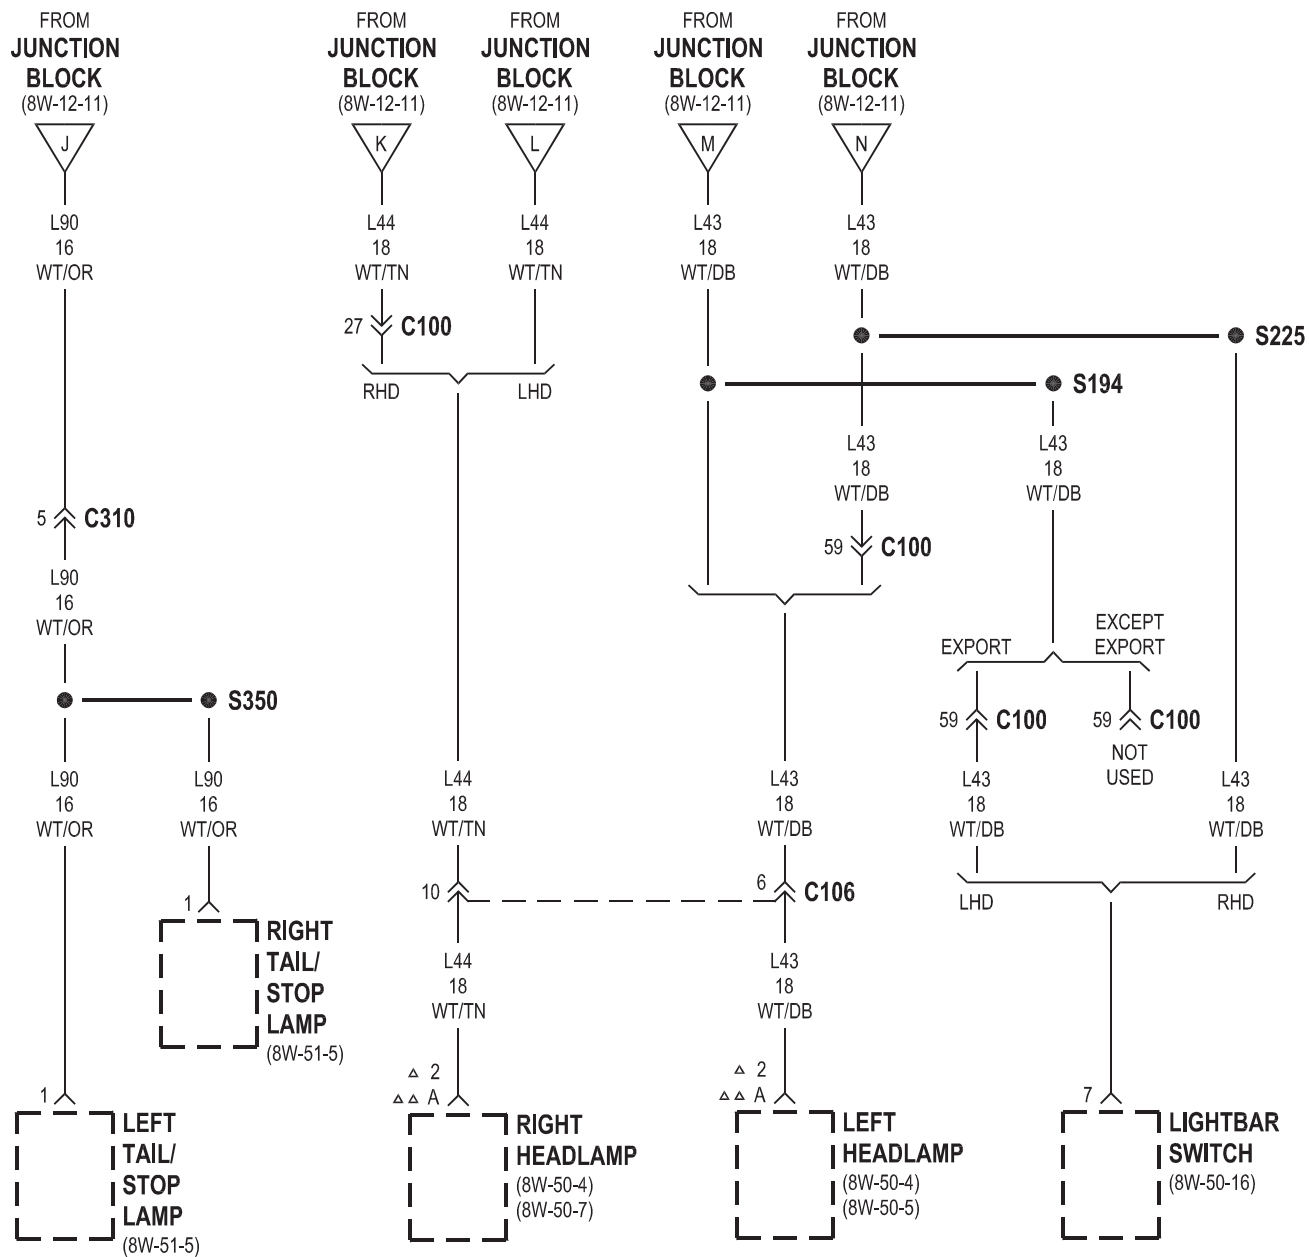 FROM
JUNCTION
BLOCK
(8W-12-11)
J
FROM
JUNCTION
BLOCK
(8W-12-11)
K
FROM
JUNCTION
BLOCK
(8W-12-11)
L
FROM
JUNCTION
BLOCK
(8W-12-11)
M
FROM
JUNCTION
BLOCK
(8W-12-11)
N
L90
16
WT/OR
L44
18
WT/TN
L44
18
WT/TN
L43
18
WT/DB
L43
18
WT/DB
27
C100
RHD
LHD
S225
S194
L43
18
WT/DB
L43
18
WT/DB
5
C310
59
C100
L90
16
WT/OR
EXPORT
EXCEPT
EXPORT
S350
59
C100
59
C100
NOT
USED
L90
16
WT/OR
L90
16
WT/OR
L44
18
WT/TN
L43
18
WT/DB
L43
18
WT/DB
L43
18
WT/DB
10
6
C106
LHD
RHD
1
RIGHT
TAIL/
STOP
LAMP
(8W-51-5)
L44
18
WT/TN
L43
18
WT/DB
1
LEFT
TAIL/
STOP
LAMP
(8W-51-5)
△ 2
△△ A
RIGHT
HEADLAMP
(8W-50-4)
(8W-50-7)
△ 2
△△ A
LEFT
HEADLAMP
(8W-50-4)
(8W-50-5)
7
LIGHTBAR
SWITCH
(8W-50-16)